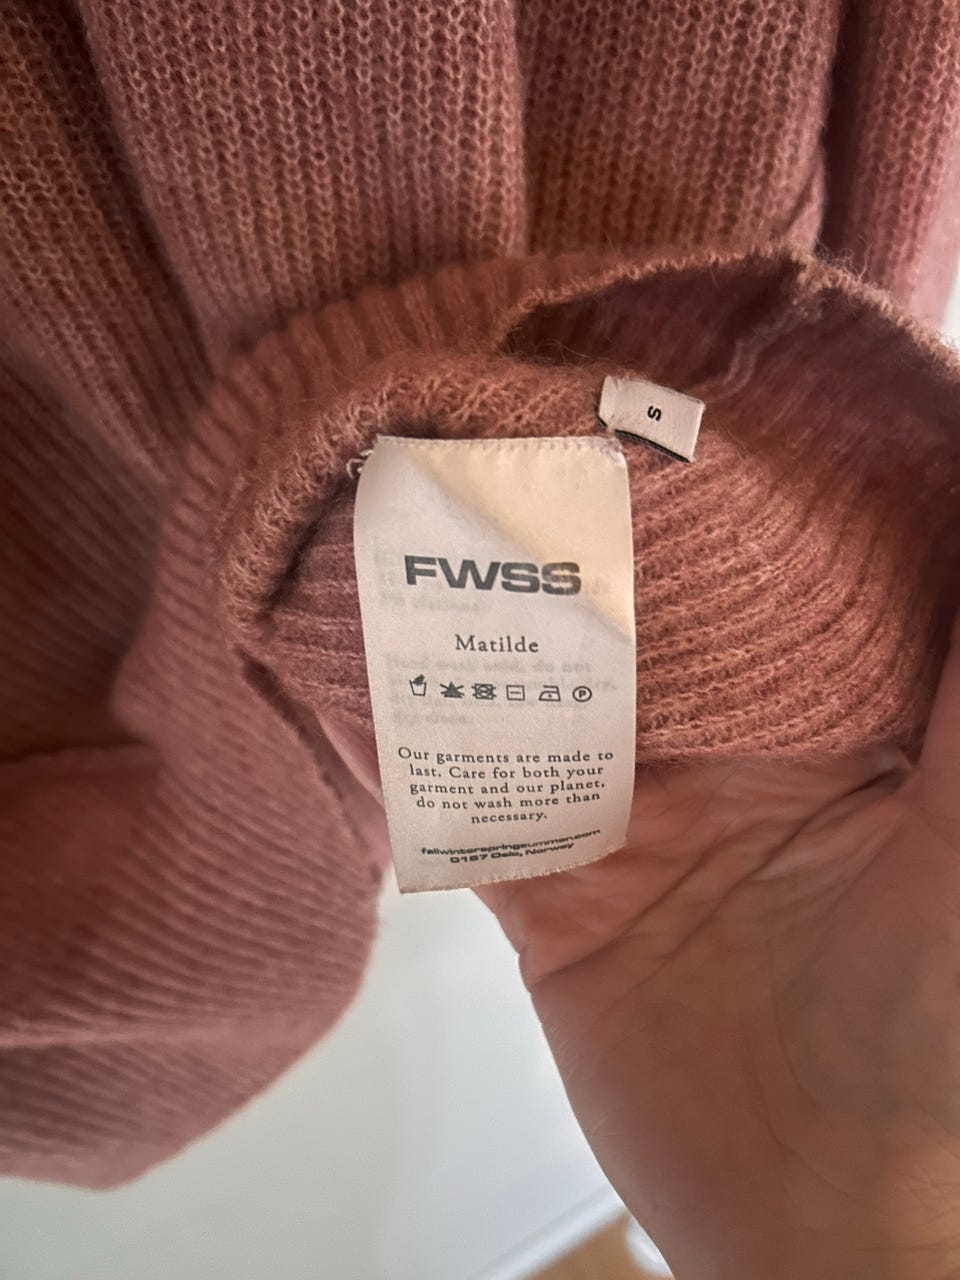 S
FWSS
Matilde
P
Our garments are made to
last. Care for both your
garment and our planet,
do not wash more than
necessary.
fallwinterspringsummer.com
0167 Oslo, Norway